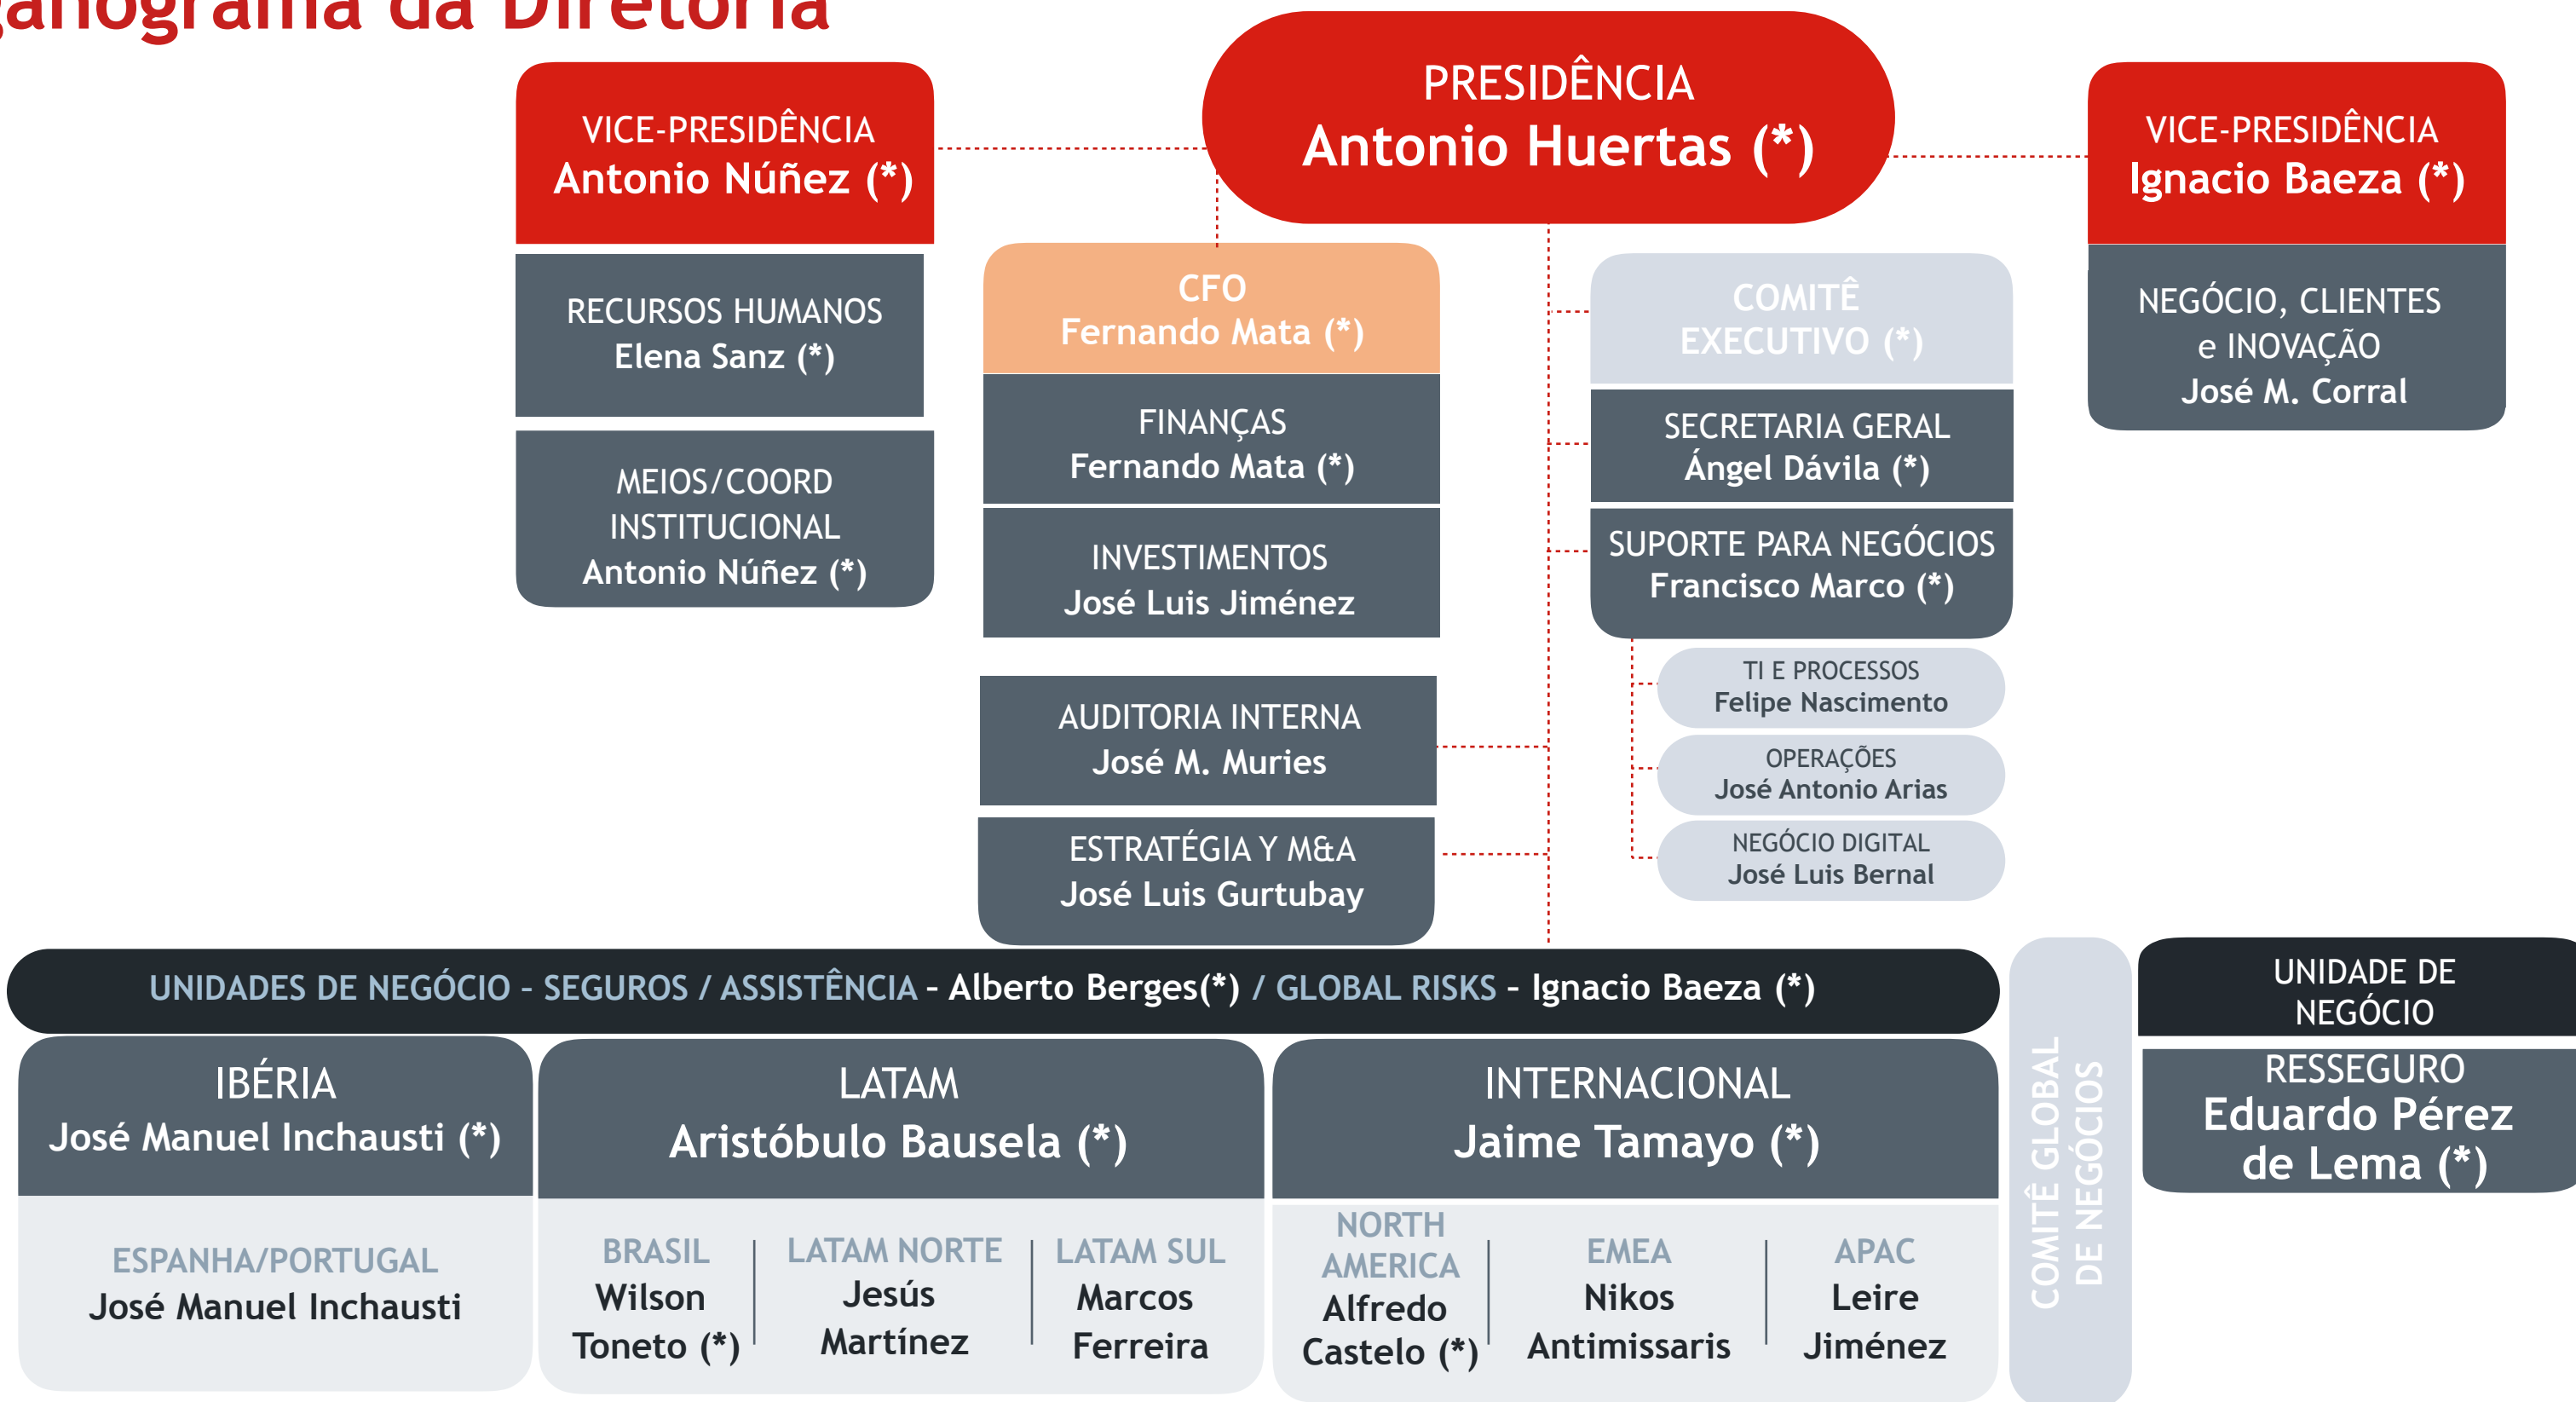 ganograma da Diretoria
PRESIDÊNCIA
Antonio Huertas (*)
VICE-PRESIDÊNCIA
Antonio Núñez (*)
RECURSOS HUMANOS
Elena Sanz (*)
MEIOS/COORD
INSTITUCIONAL
Antonio Núñez (*)
CFO
Fernando Mata (*)
FINANÇAS
Fernando Mata (*)
INVESTIMENTOS
José Luis Jiménez
AUDITORIA INTERNA
José M. Muries
ESTRATÉGIA Y M&A
José Luis Gurtubay
COMITÊ
EXECUTIVO (*)
SECRETARIA GERAL
Ángel Dávila (*)
SUPORTE PARA NEGÓCIOS
Francisco Marco (*)
TI E PROCESSOS
Felipe Nascimento
OPERAÇÕES
José Antonio Arias
NEGÓCIO DIGITAL
José Luis Bernal
VICE-PRESIDÊNCIA
Ignacio Baeza (*)
NEGÓCIO, CLIENTES
e INOVAÇÃO
José M. Corral
UNIDADES DE NEGÓCIO – SEGUROS / ASSISTÊNCIA – Alberto Berges(*) / GLOBAL RISKS – Ignacio Baeza (*)
IBÉRIA
José Manuel Inchausti (*)
ESPANHA/PORTUGAL
José Manuel Inchausti
LATAM
Aristóbulo Bausela (*)
BRASIL
Wilson
Toneto (*)
LATAM NORTE
Jesús
Martínez
LATAM SUL
Marcos
Ferreira
INTERNACIONAL
Jaime Tamayo (*)
NORTH
AMERICA
Alfredo
Castelo (*)
EMEA
Nikos
Antimissaris
APAC
Leire
Jiménez
COMITÊ GLOBAL
DE NEGÓCIOS
UNIDADE DE
NEGÓCIO
RESSEGURO
Eduardo Pérez
de Lema (*)